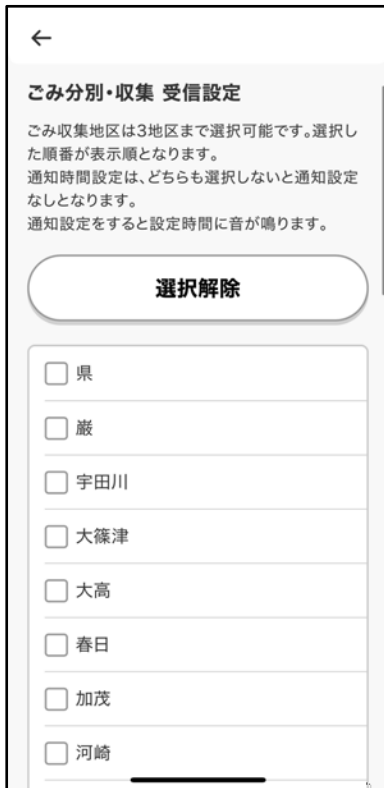 ごみ分別・収集 受信設定
ごみ収集地区は3地区まで選択可能です。選択し
た順番が表示順となります。
通知時間設定は、どちらも選択しないと通知設定
なしとなります。
通知設定をすると設定時間に音が鳴ります。
選択解除
県
巌
宇田川
大篠津
大高
春日
加茂
河崎